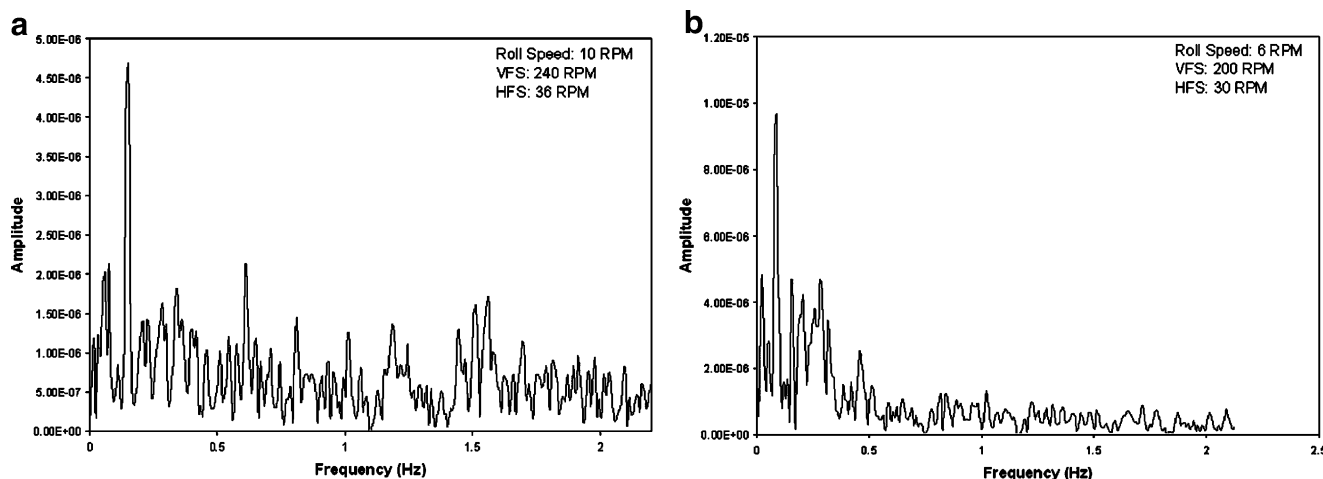 a
5.00E-06
4.50E-06
4.00E-06
3.50E-06
3.00E-06
2.50E-06
2.00E-06
1.50E-06
1.00E-06
5.00E-07
0.00E+00
Amplitude
Roll Speed: 10 RPM
VFS: 240 RPM
HFS: 36 RPM
0 0.5 1 1.5 2
Frequency (Hz)
b
1.20E-05
1.00E-05
8.00E-06
6.00E-06
4.00E-06
2.00E-06
0.00E+00
Amplitude
Roll Speed: 6 RPM
VFS: 200 RPM
HFS: 30 RPM
0 0.5 1 1.5 2 2.5
Frequency (Hz)